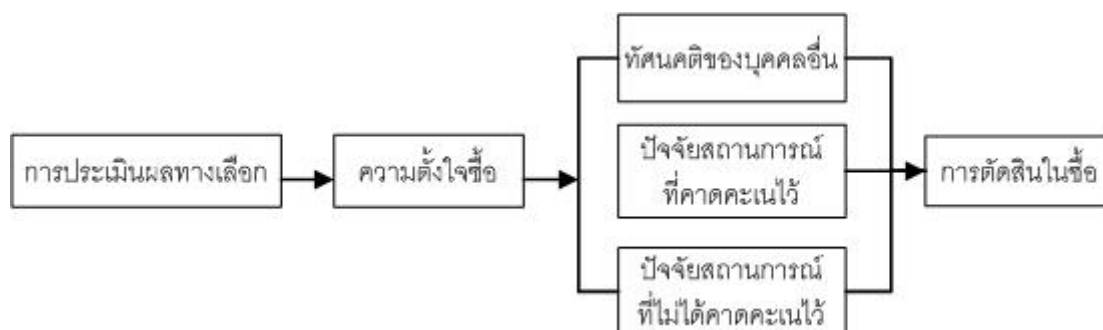 การประเมินผลทางเลือก
ความตั้งใจซื้อ
ทัศนคติของบุคคลอื่น
ปัจจัยสถานการณ์
ที่คาดคะเนไว้
ปัจจัยสถานการณ์
ที่ไม่ได้คาดคะเนไว้
การตัดสินในซื้อ